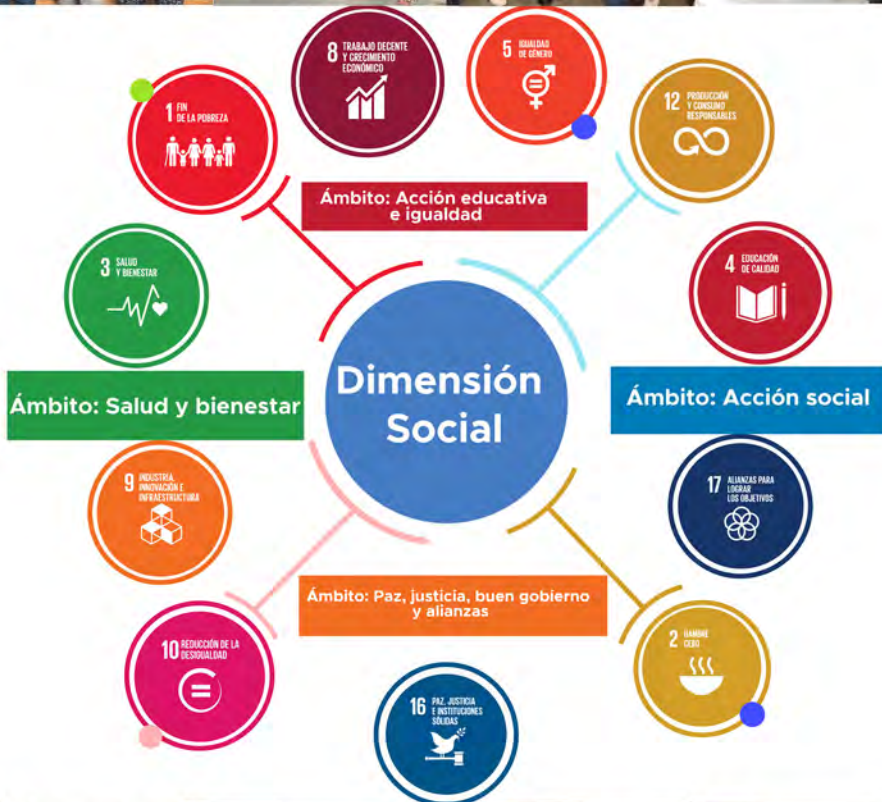 8 TRABAJO DECENTE
Y CRECIMIENTO
ECONÓMICO
5 IGUALDAD
DE GÉNERO
1 FIN
DE LA POBREZA
12 PRODUCCIÓN
Y CONSUMO
RESPONSABLES
Ámbito: Acción educativa
e igualdad
3 SALUD
Y BIENESTAR
4 EDUCACIÓN
DE CALIDAD
Dimensión
Social
Ámbito: Salud y bienestar
Ámbito: Acción social
9 INDUSTRIA,
INNOVACIÓN E
INFRAESTRUCTURA
17 ALIANZAS PARA
LOGRAR
LOS OBJETIVOS
Ámbito: Paz, justicia, buen gobierno
y alianzas
10 REDUCCIÓN DE LA
DESIGUALDAD
2 HAMBRE
CERO
16 PAZ, JUSTICIA
E INSTITUCIONES
SÓLIDAS